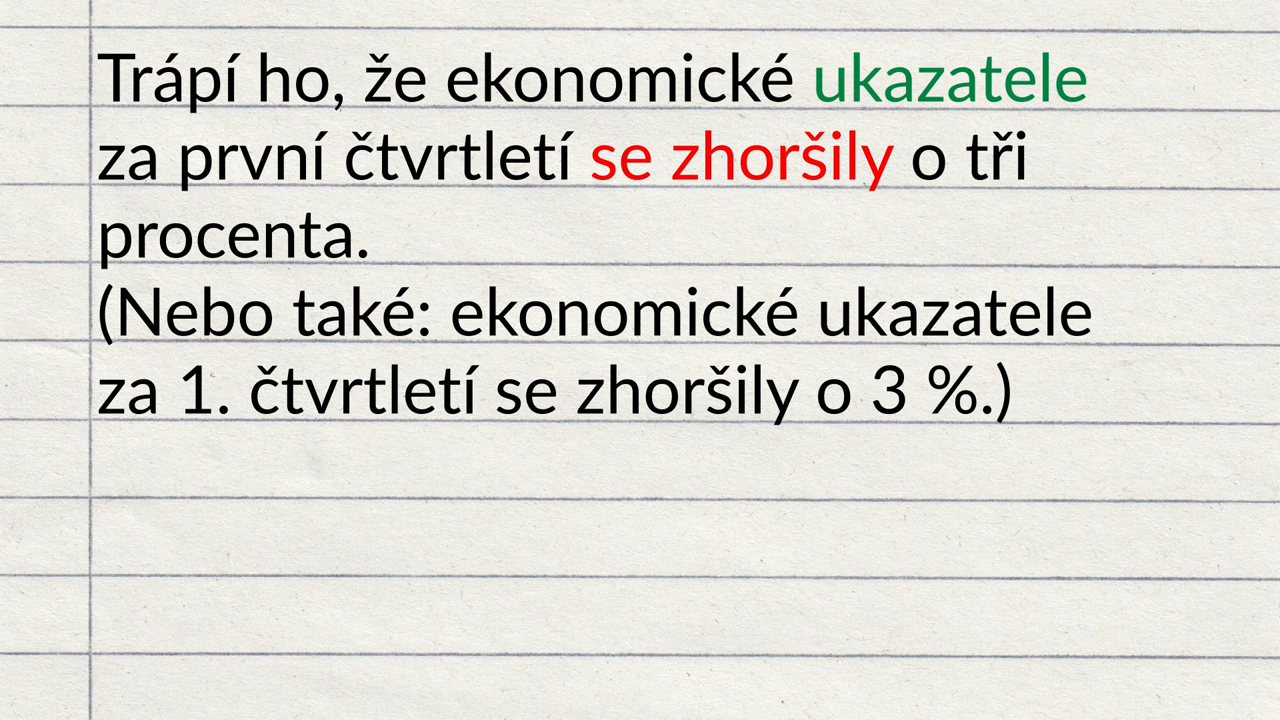 Trápí ho, že ekonomické ukazatele
za první čtvrtletí se zhoršily o tři
procenta.
(Nebo také: ekonomické ukazatele
za 1. čtvrtletí se zhoršily o 3 %.)